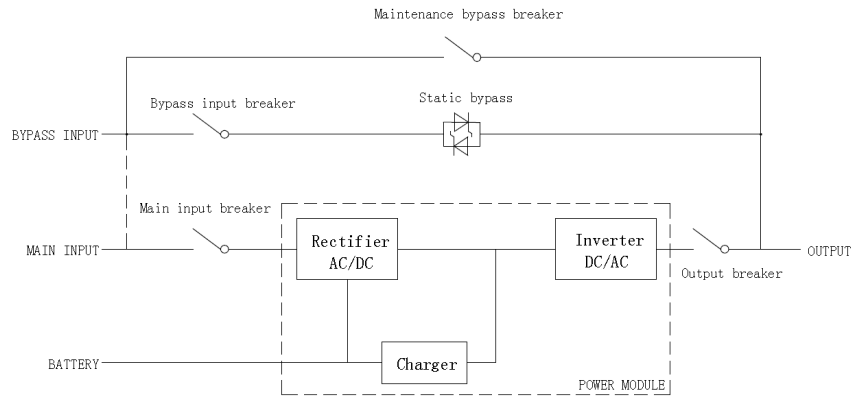 Maintenance bypass breaker
Bypass input breaker
Static bypass
BYPASS INPUT
Main input breaker
MAIN INPUT
Rectifier
AC/DC
Inverter
DC/AC
OUTPUT
Output breaker
BATTERY
Charger
POWER MODULE